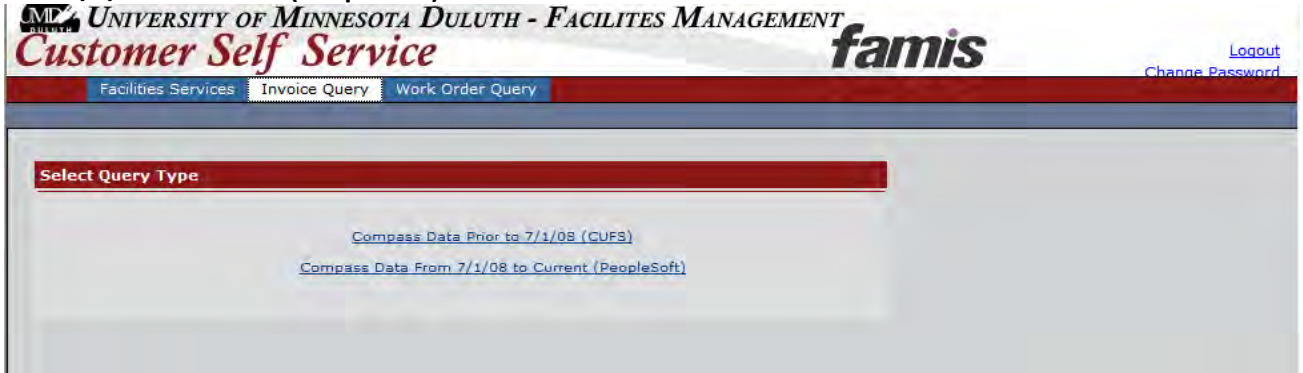 UMD UNIVERSITY OF MINNESOTA DULUTH - FACILITES MANAGEMENT
DULUTH
Customer Self Service
famis
Logout
Change Password
Facilities Services Invoice Query Work Order Query
Select Query Type
Compass Data Prior to 7/1/08 (CUFS)
Compass Data From 7/1/08 to Current (PeopleSoft)